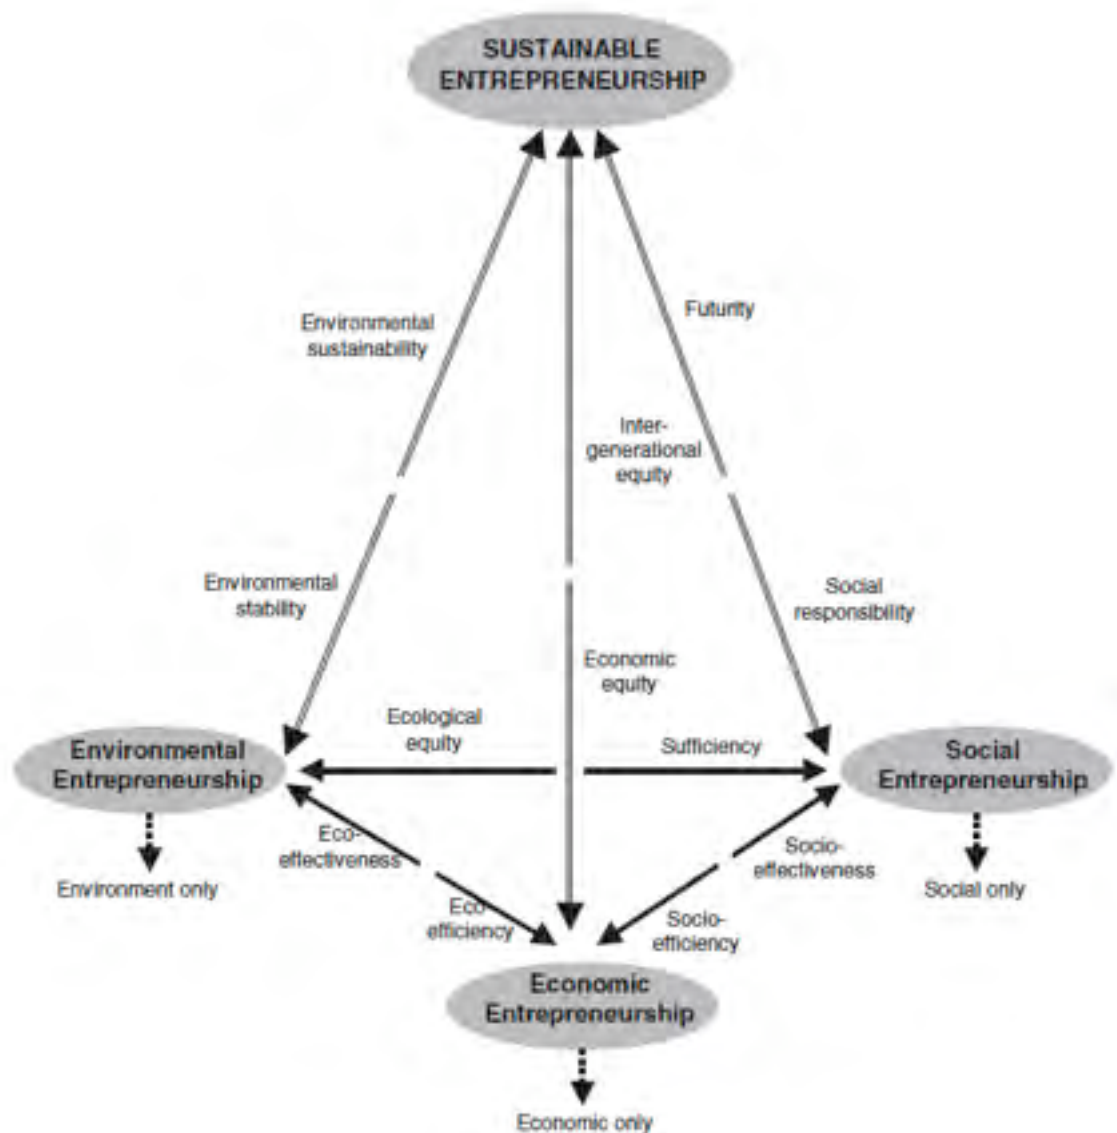 SUSTAINABLE
ENTREPRENEURSHIP
Environmental
sustainability
Futurity
Inter-
generational
equity
Environmental
stability
Social
responsibility
Economic
equity
Ecological
equity
Sufficiency
Environmental
Entrepreneurship
Social
Entrepreneurship
Eco-
effectiveness
Socio-
effectiveness
Environment only
Social only
Eco
efficiency
Socio-
efficiency
Economic
Entrepreneurship
Economic only